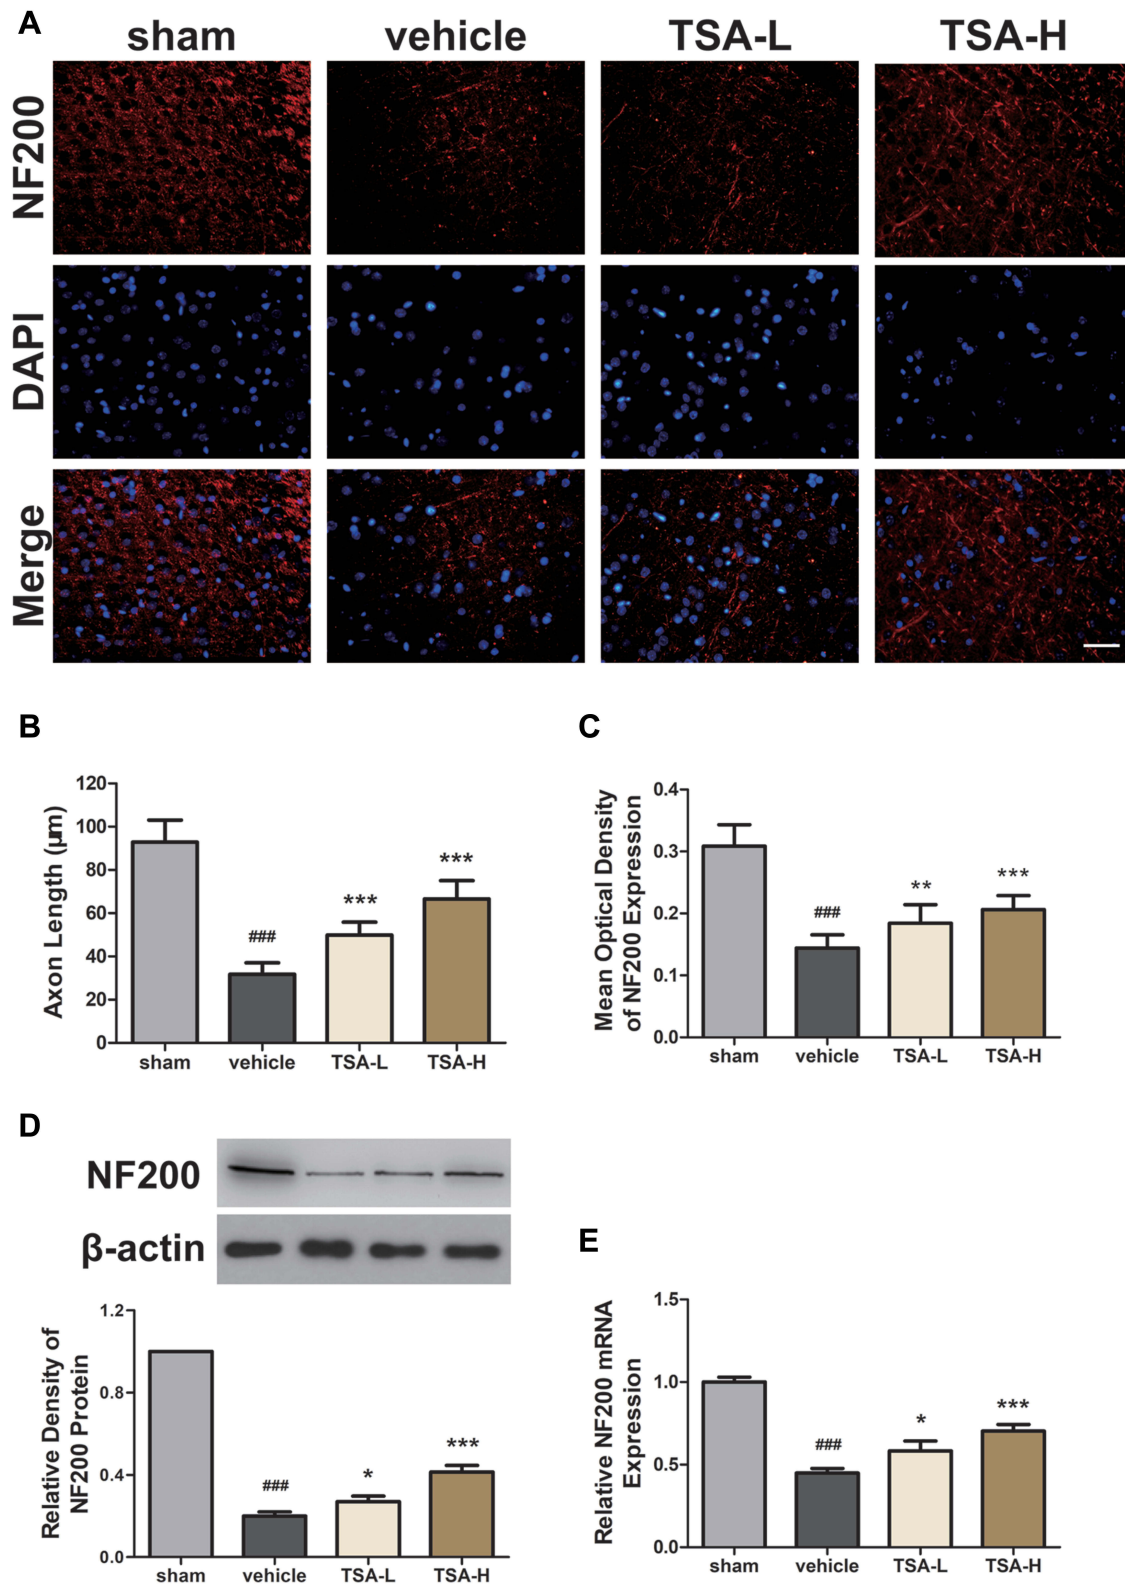 A
sham vehicle TSA-L TSA-H
NF200
DAPI
Merge
B
Axon Length (µm)
120
100
80
60
40
20
0
###
***
***
sham vehicle TSA-L TSA-H
C
Mean Optical Density
of NF200 Expression
0.4
0.3
0.2
0.1
0.0
###
**
***
sham vehicle TSA-L TSA-H
D
NF200
β-actin
Relative Density of
NF200 Protein
1.2
0.8
0.4
0.0
###
*
***
sham vehicle TSA-L TSA-H
E
Relative NF200 mRNA
Expression
1.5
1.0
0.5
0.0
###
*
***
sham vehicle TSA-L TSA-H